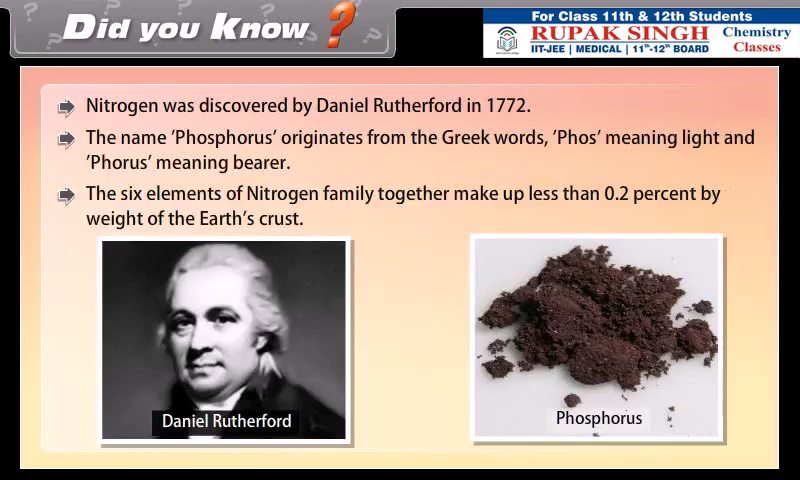 Did you Know ?
For Class 11th & 12th Students
RUPAK SINGH
IIT-JEE | MEDICAL | 11th-12th BOARD
Chemistry
Classes
Nitrogen was discovered by Daniel Rutherford in 1772.
The name 'Phosphorus' originates from the Greek words, 'Phos' meaning light and
'Phorus' meaning bearer.
The six elements of Nitrogen family together make up less than 0.2 percent by
weight of the Earth's crust.
Daniel Rutherford
Phosphorus